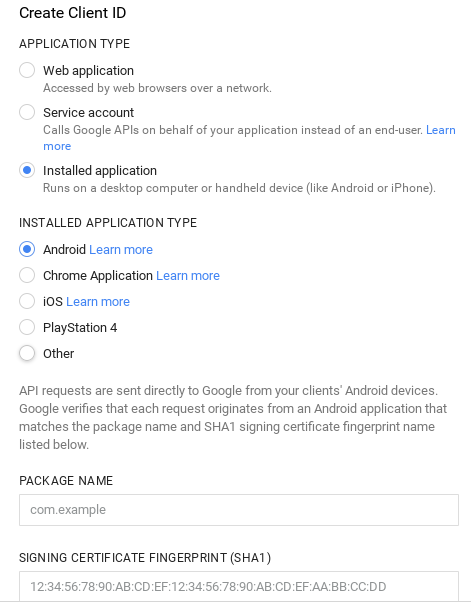 Create Client ID
APPLICATION TYPE
Web application
Accessed by web browsers over a network.
Service account
Calls Google APIs on behalf of your application instead of an end-user. Learn
more
Installed application
Runs on a desktop computer or handheld device (like Android or iPhone).
INSTALLED APPLICATION TYPE
Android Learn more
Chrome Application Learn more
iOS Learn more
PlayStation 4
Other
API requests are sent directly to Google from your clients' Android devices.
Google verifies that each request originates from an Android application that
matches the package name and SHA1 signing certificate fingerprint name
listed below.
PACKAGE NAME
com.example
SIGNING CERTIFICATE FINGERPRINT (SHA1)
12:34:56:78:90:AB:CD:EF:12:34:56:78:90:AB:CD:EF:AA:BB:CC:DD